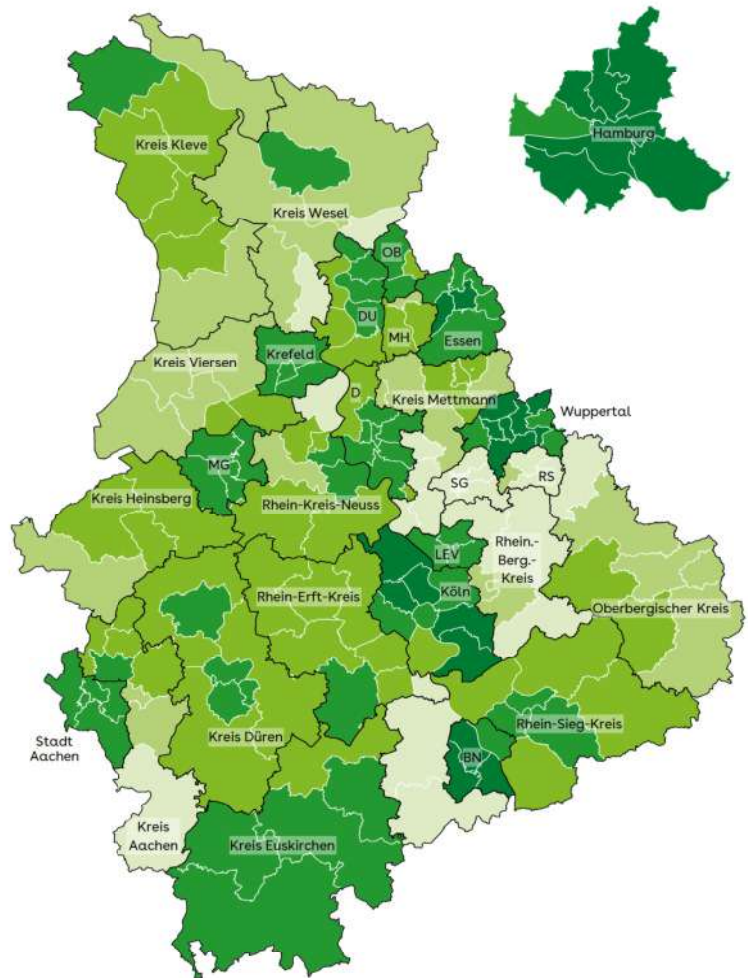 Hamburg
Kreis Kleve
Kreis Wesel
OB
DU
MH
Essen
Krefeld
Kreis Viersen
D
Kreis Mettmann
Wuppertal
MG
SG
RS
Kreis Heinsberg
Rhein-Kreis-Neuss
LEV
Rhein.-
Berg.-
Kreis
Köln
Rhein-Erft-Kreis
Oberbergischer Kreis
Rhein-Sieg-Kreis
Kreis Düren
Stadt
Aachen
BN
Kreis
Aachen
Kreis Euskirchen